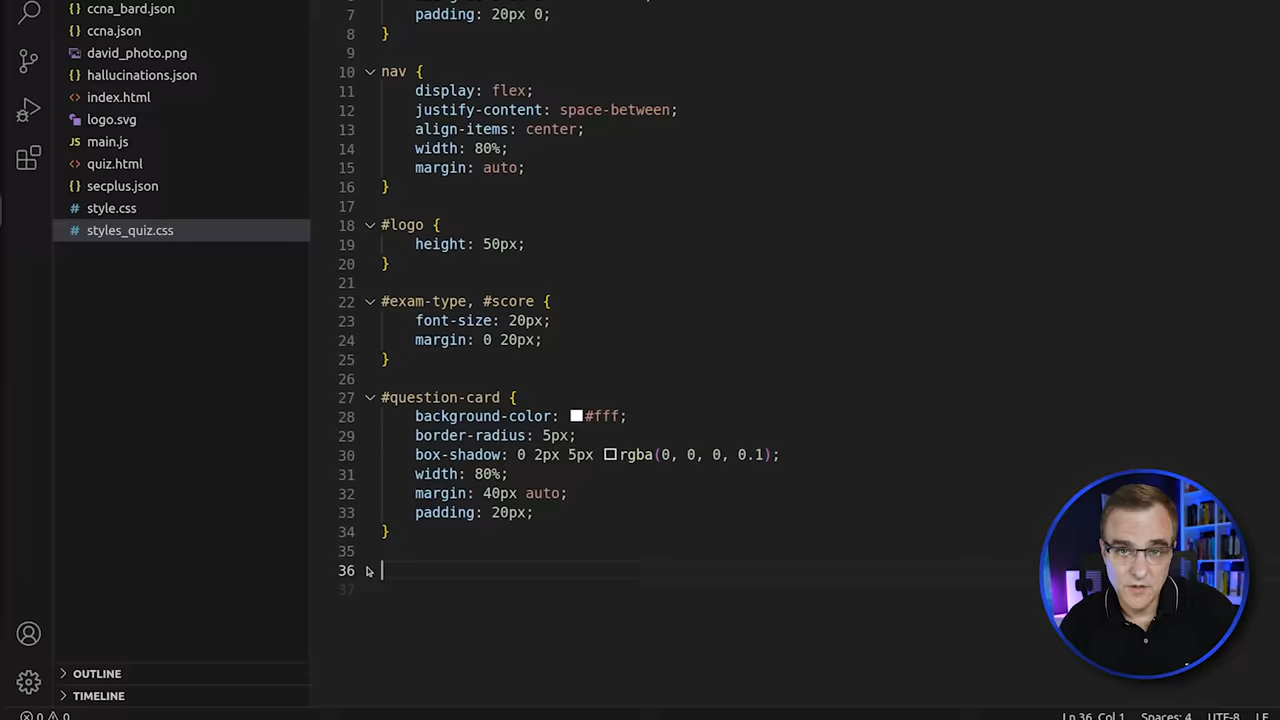 ccna_bard.json
ccna.json
david_photo.png
hallucinations.json
index.html
logo.svg
main.js
quiz.html
secplus.json
style.css
styles_quiz.css
OUTLINE
TIMELINE
7 padding: 20px 0;
8 }
9
10 nav {
11 display: flex;
12 justify-content: space-between;
13 align-items: center;
14 width: 80%;
15 margin: auto;
16 }
17
18 #logo {
19 height: 50px;
20 }
21
22 #exam-type, #score {
23 font-size: 20px;
24 margin: 0 20px;
25 }
26
27 #question-card {
28 background-color: #fff;
29 border-radius: 5px;
30 box-shadow: 0 2px 5px rgba(0, 0, 0, 0.1);
31 width: 80%;
32 margin: 40px auto;
33 padding: 20px;
34 }
35
36
37
0 0 Ln 36, Col 1 Spaces: 4 UTF-8 LF